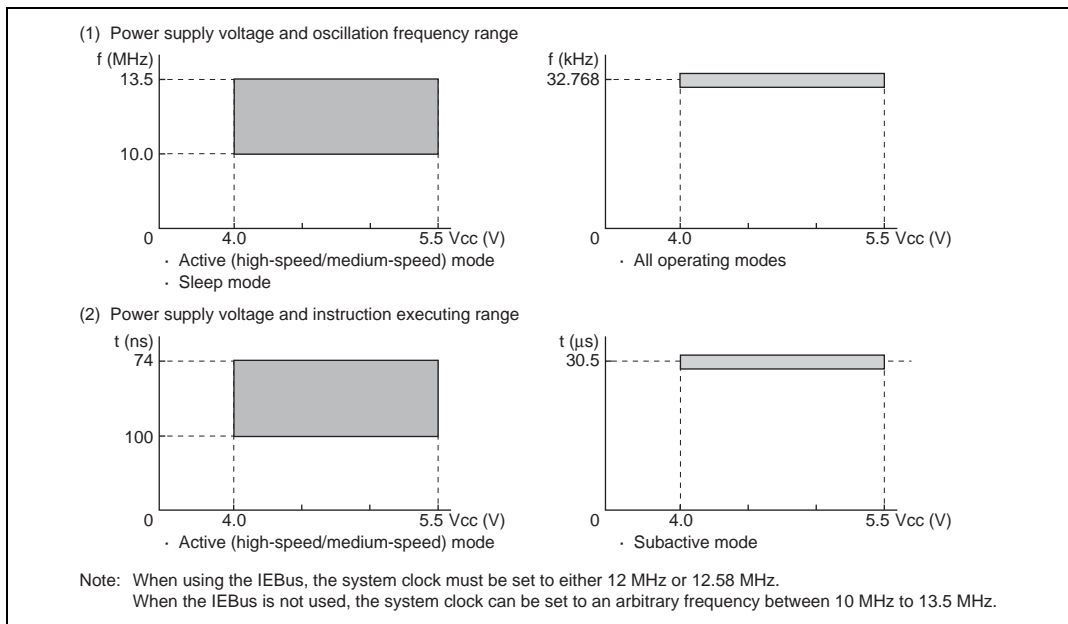 (1) Power supply voltage and oscillation frequency range
f (MHz)
13.5
10.0
0
4.0
5.5 Vcc (V)
· Active (high-speed/medium-speed) mode
· Sleep mode
f (kHz)
32.768
0
4.0
5.5 Vcc (V)
· All operating modes
(2) Power supply voltage and instruction executing range
t (ns)
74
100
0
4.0
5.5 Vcc (V)
· Active (high-speed/medium-speed) mode
t (μs)
30.5
0
4.0
5.5 Vcc (V)
· Subactive mode
Note: When using the IEBus, the system clock must be set to either 12 MHz or 12.58 MHz.
When the IEBus is not used, the system clock can be set to an arbitrary frequency between 10 MHz to 13.5 MHz.